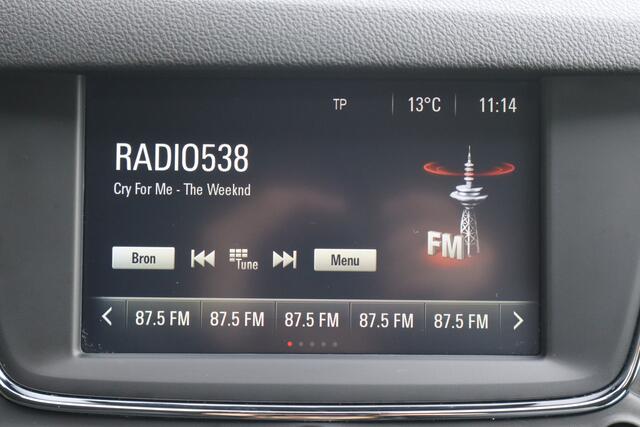 TP 13°C 11:14
RADIO538
Cry For Me - The Weeknd
FM
Bron Tune Menu
87.5 FM 87.5 FM 87.5 FM 87.5 FM 87.5 FM